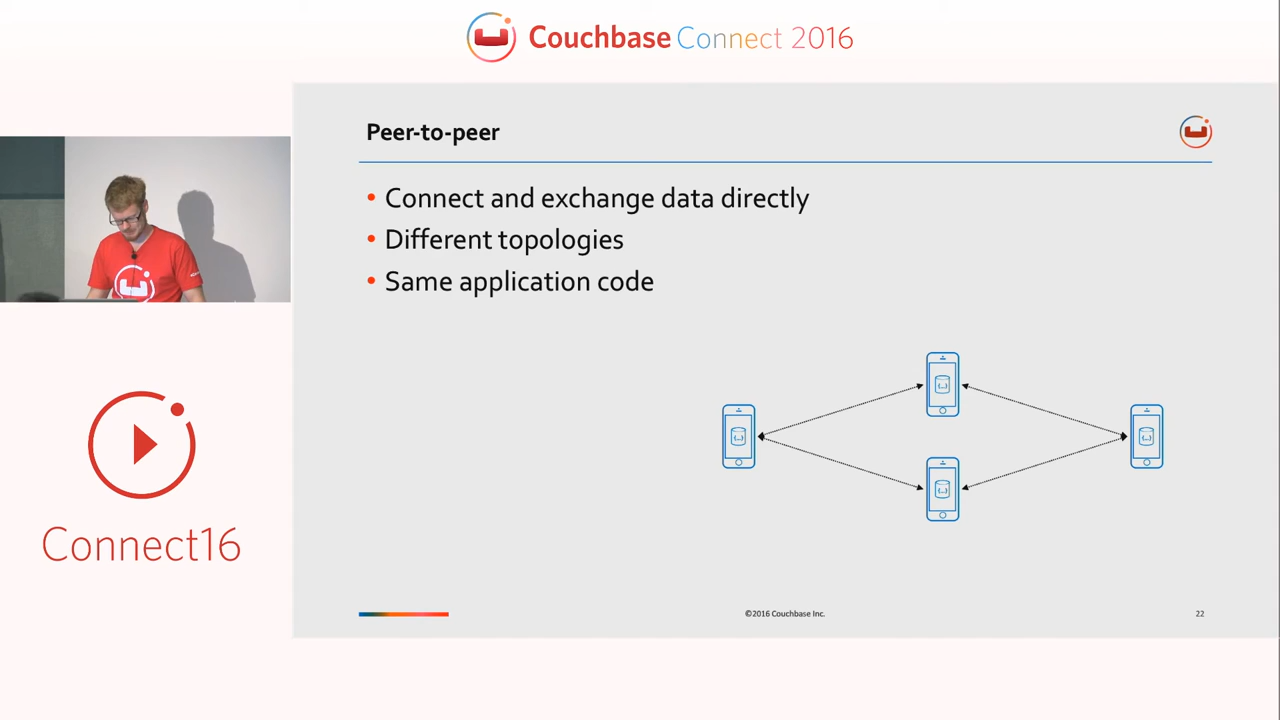 Couchbase Connect 2016
Peer-to-peer
• Connect and exchange data directly
• Different topologies
• Same application code
{...}
{...}
{...}
{...}
Connect16
©2016 Couchbase Inc.
22